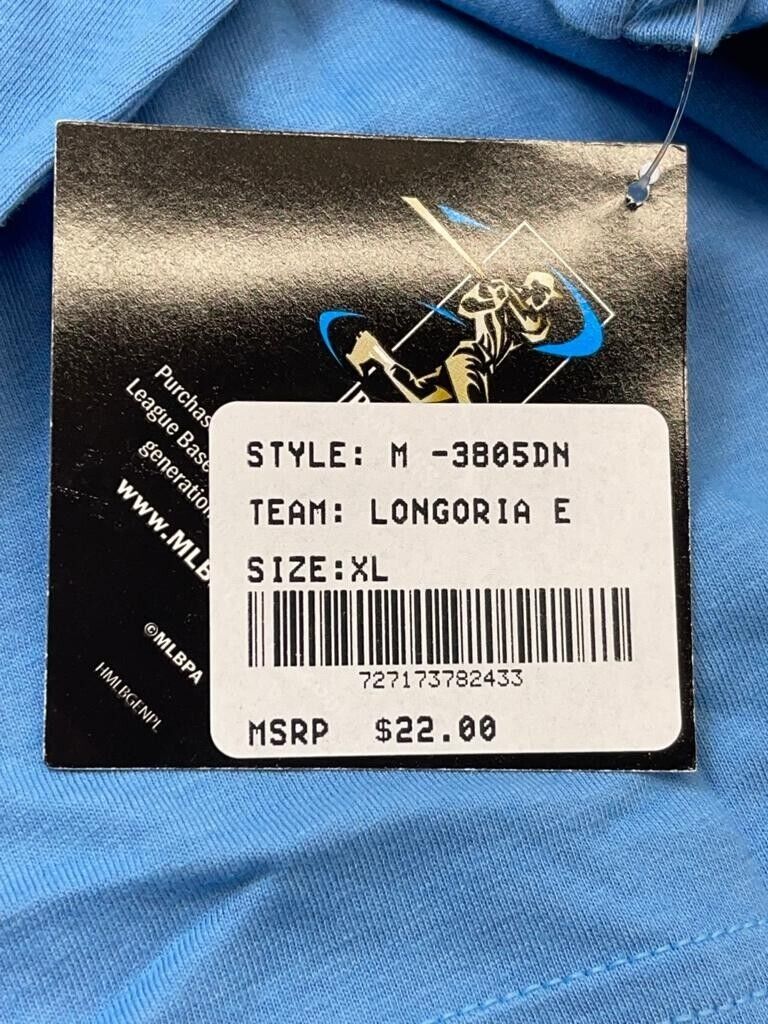 Purchas
League Base
generation
www.MLB
©MLBPA
HMLBGENPL
STYLE: M -3805DN
TEAM: LONGORIA E
SIZE:XL
727173782433
MSRP $22.00